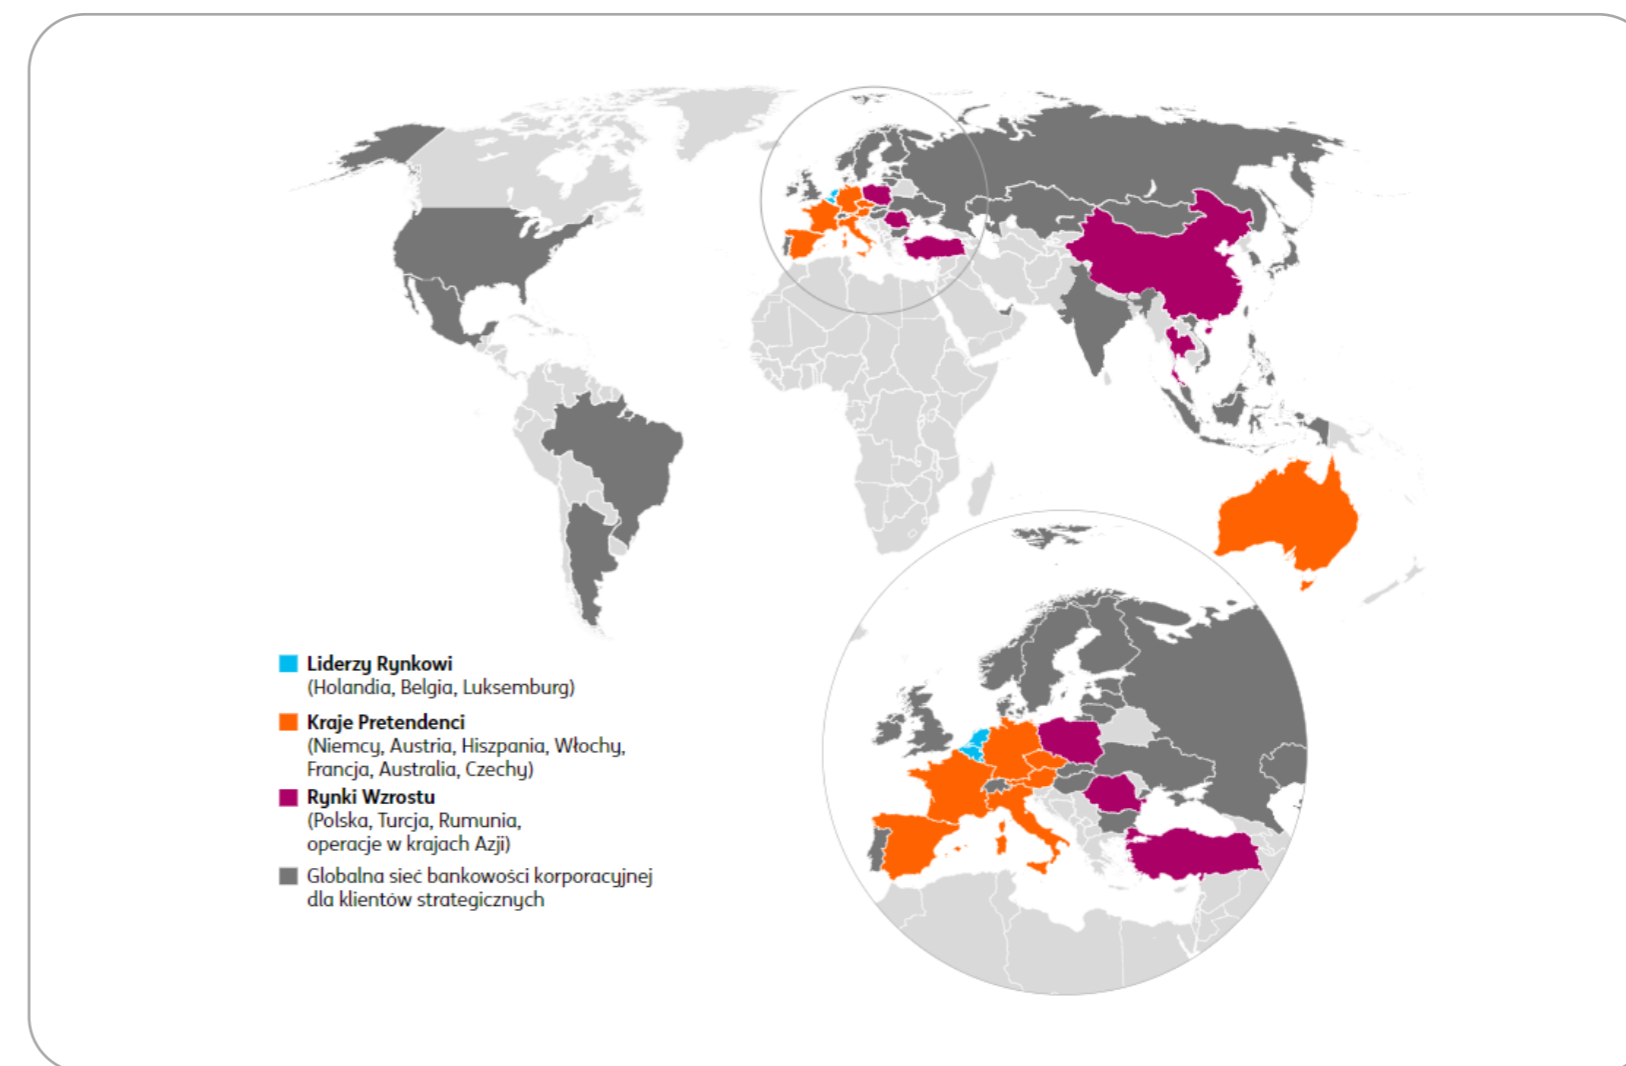 Liderzy Rynkowi
(Holandia, Belgia, Luksemburg)
Kraje Pretendenci
(Niemcy, Austria, Hiszpania, Włochy,
Francja, Australia, Czechy)
Rynki Wzrostu
(Polska, Turcja, Rumunia,
operacje w krajach Azji)
Globalna sieć bankowości korporacyjnej
dla klientów strategicznych